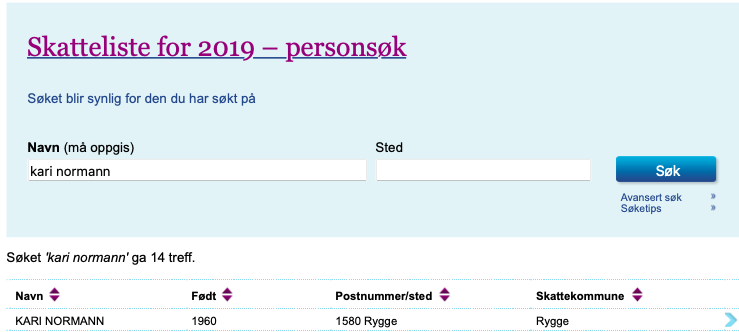 Skatteliste for 2019 – personsøk
Søket blir synlig for den du har søkt på
Navn (må oppgis) Sted
kari normann
Søk
Avansert søk »
Søketips »
Søket 'kari normann' ga 14 treff.
Navn Født Postnummer/sted Skattekommune
KARI NORMANN 1960 1580 Rygge Rygge